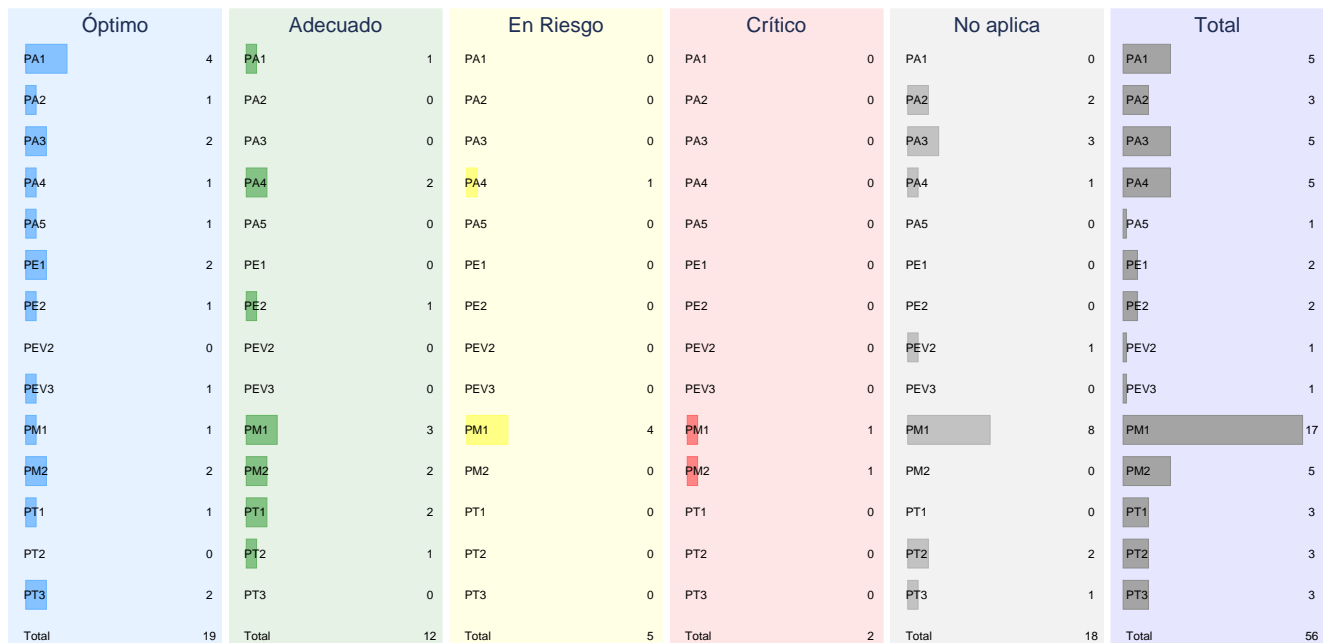 Óptimo Adecuado En Riesgo Crítico No aplica Total
PA1 4 PA1 1 PA1 0 PA1 0 PA1 0 PA1 5
PA2 1 PA2 0 PA2 0 PA2 0 PA2 2 PA2 3
PA3 2 PA3 0 PA3 0 PA3 0 PA3 3 PA3 5
PA4 1 PA4 2 PA4 1 PA4 0 PA4 1 PA4 5
PA5 1 PA5 0 PA5 0 PA5 0 PA5 0 PA5 1
PE1 2 PE1 0 PE1 0 PE1 0 PE1 0 PE1 2
PE2 1 PE2 1 PE2 0 PE2 0 PE2 0 PE2 2
PEV2 0 PEV2 0 PEV2 0 PEV2 0 PEV2 1 PEV2 1
PEV3 1 PEV3 0 PEV3 0 PEV3 0 PEV3 0 PEV3 1
PM1 1 PM1 3 PM1 4 PM1 1 PM1 8 PM1 17
PM2 2 PM2 2 PM2 0 PM2 1 PM2 0 PM2 5
PT1 1 PT1 2 PT1 0 PT1 0 PT1 0 PT1 3
PT2 0 PT2 1 PT2 0 PT2 0 PT2 2 PT2 3
PT3 2 PT3 0 PT3 0 PT3 0 PT3 1 PT3 3
Total 19 Total 12 Total 5 Total 2 Total 18 Total 56